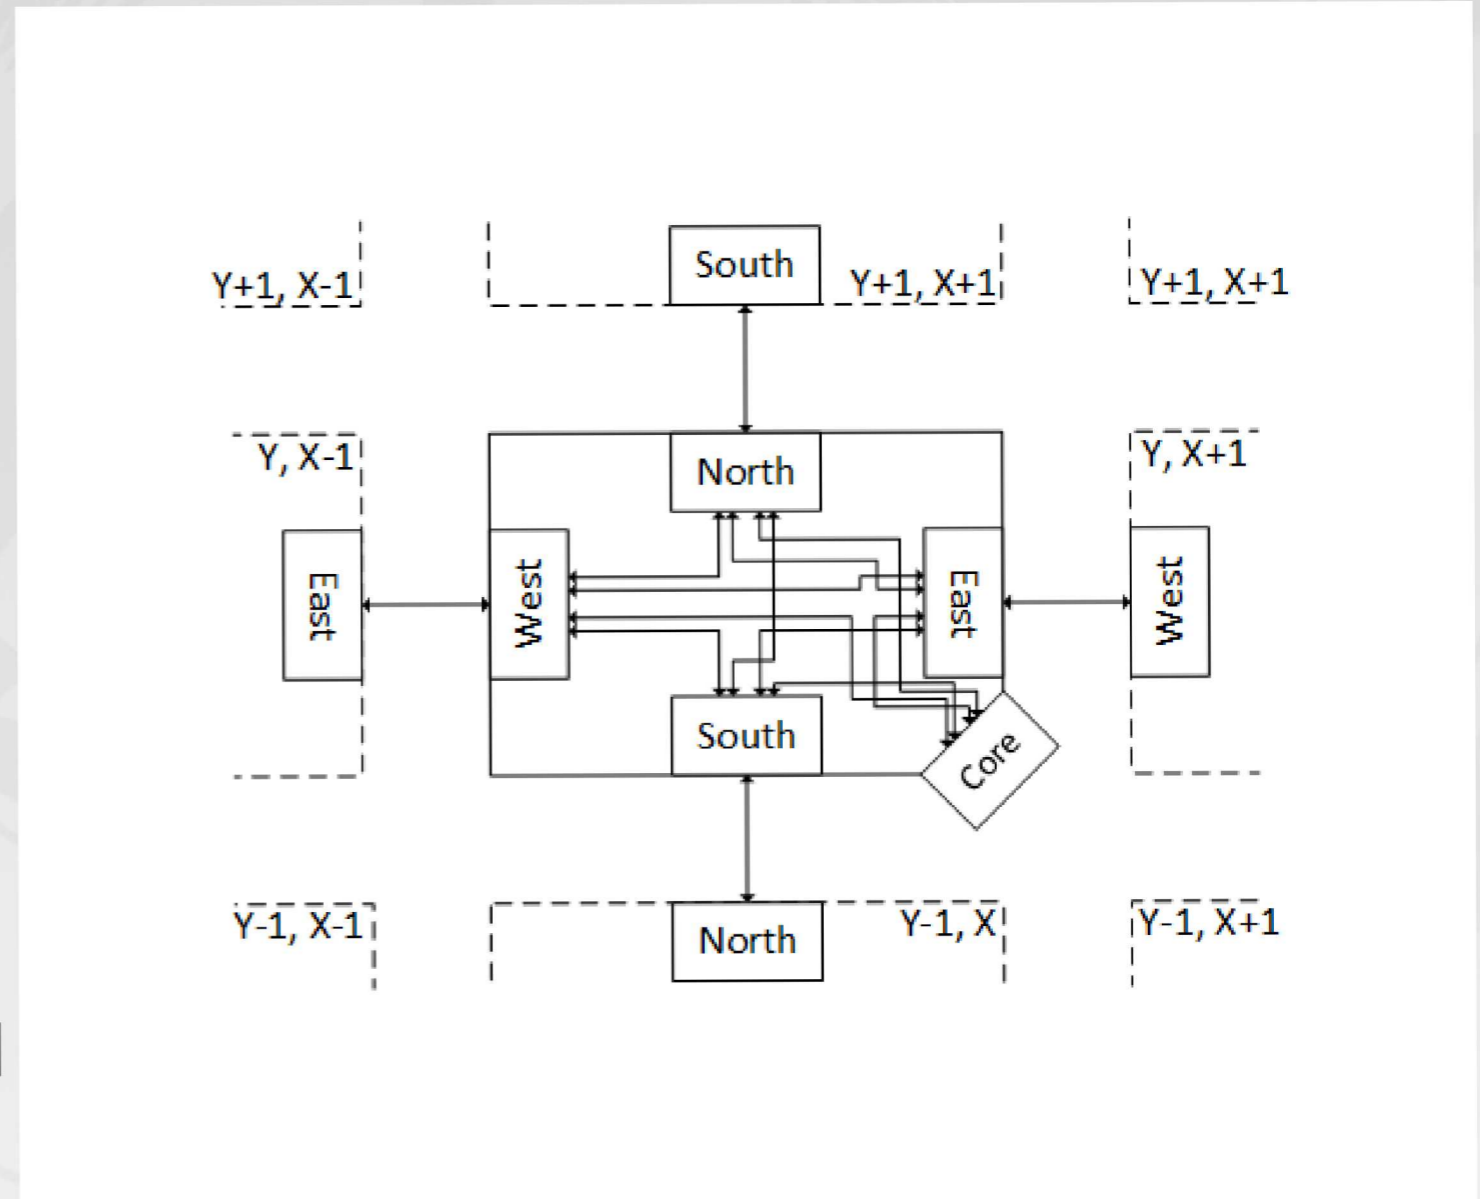 South
Y+1, X-1
Y+1, X+1
Y+1, X+1
Y, X-1
North
Y, X+1
East
West
East
West
South
Core
Y-1, X-1
North
Y-1, X
Y-1, X+1